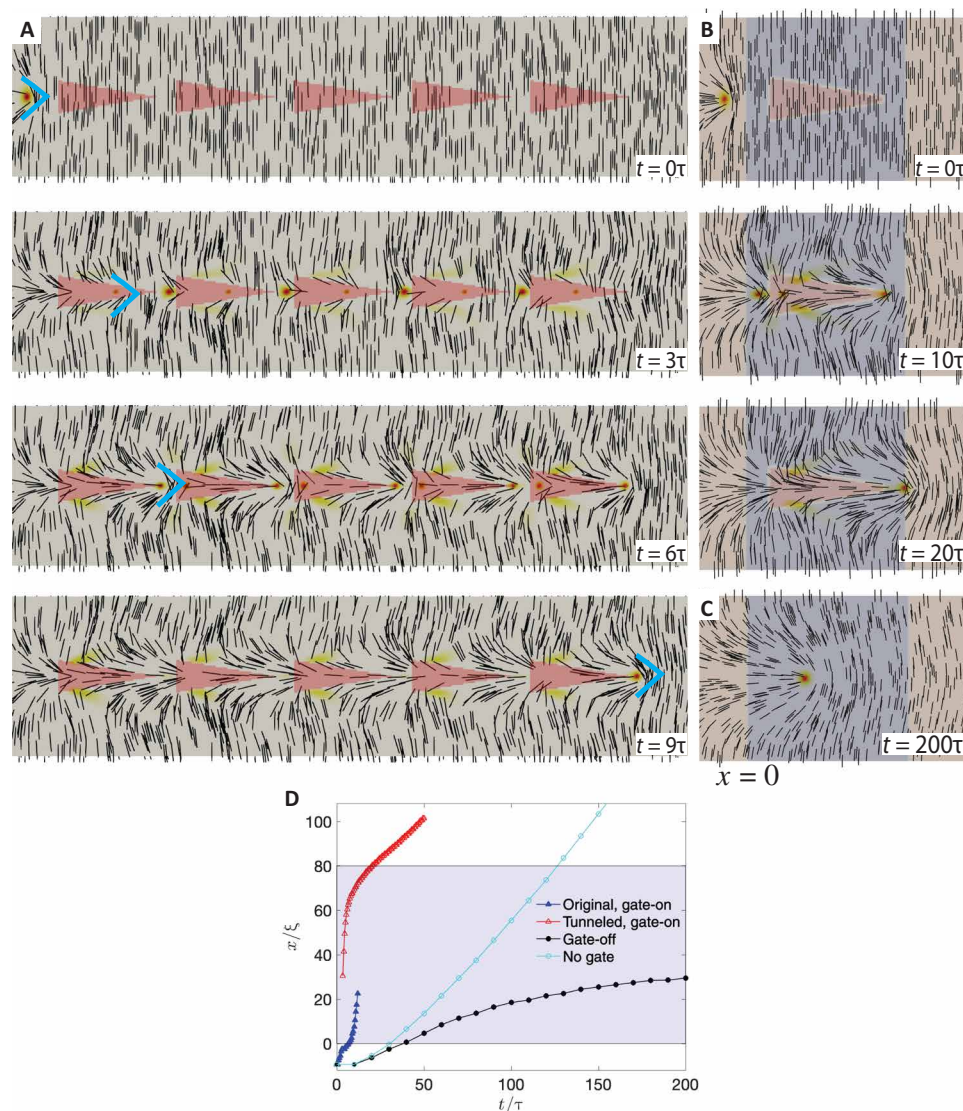 A
B
t = 0τ
t = 0τ
t = 3τ
t = 10τ
t = 6τ
t = 20τ
C
t = 9τ
t = 200τ
x = 0
D
100
80
60
40
20
0
x/ξ
Original, gate-on
Tunneled, gate-on
Gate-off
No gate
0 50 100 150 200
t/τ